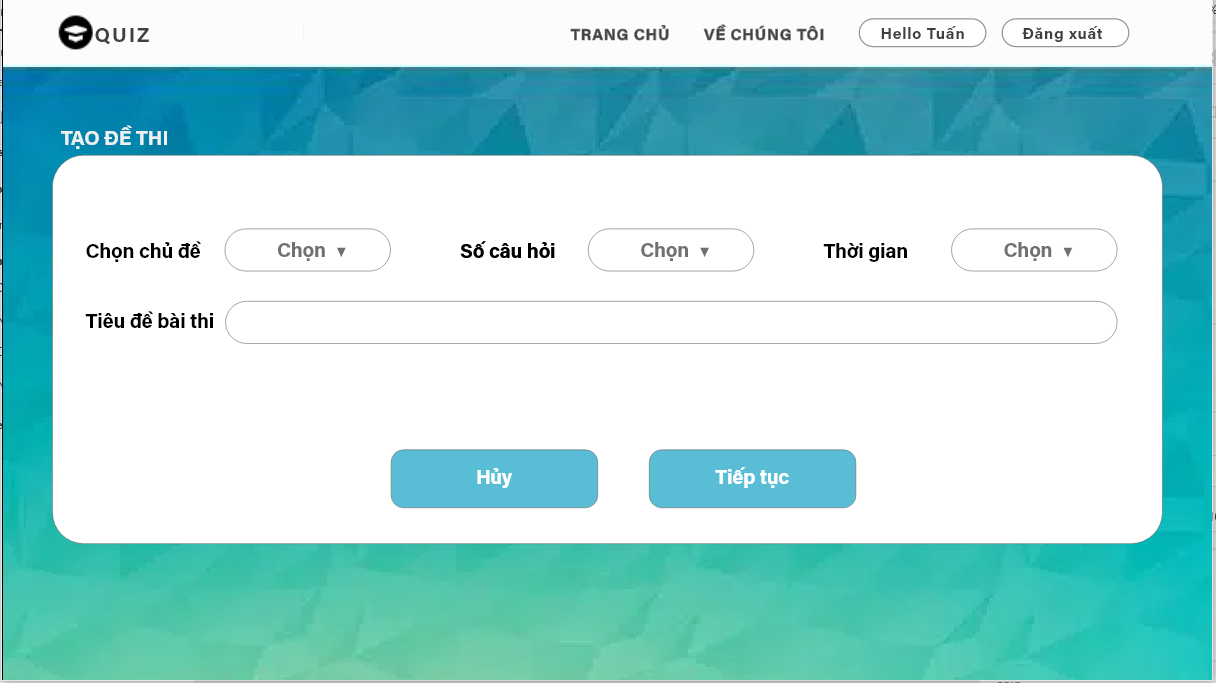 QUIZ TRANG CHỦ VỀ CHÚNG TÔI Hello Tuấn Đăng xuất
TẠO ĐỀ THI
Chọn chủ đề Chọn ▼ Số câu hỏi Chọn ▼ Thời gian Chọn ▼
Tiêu đề bài thi
Hủy Tiếp tục